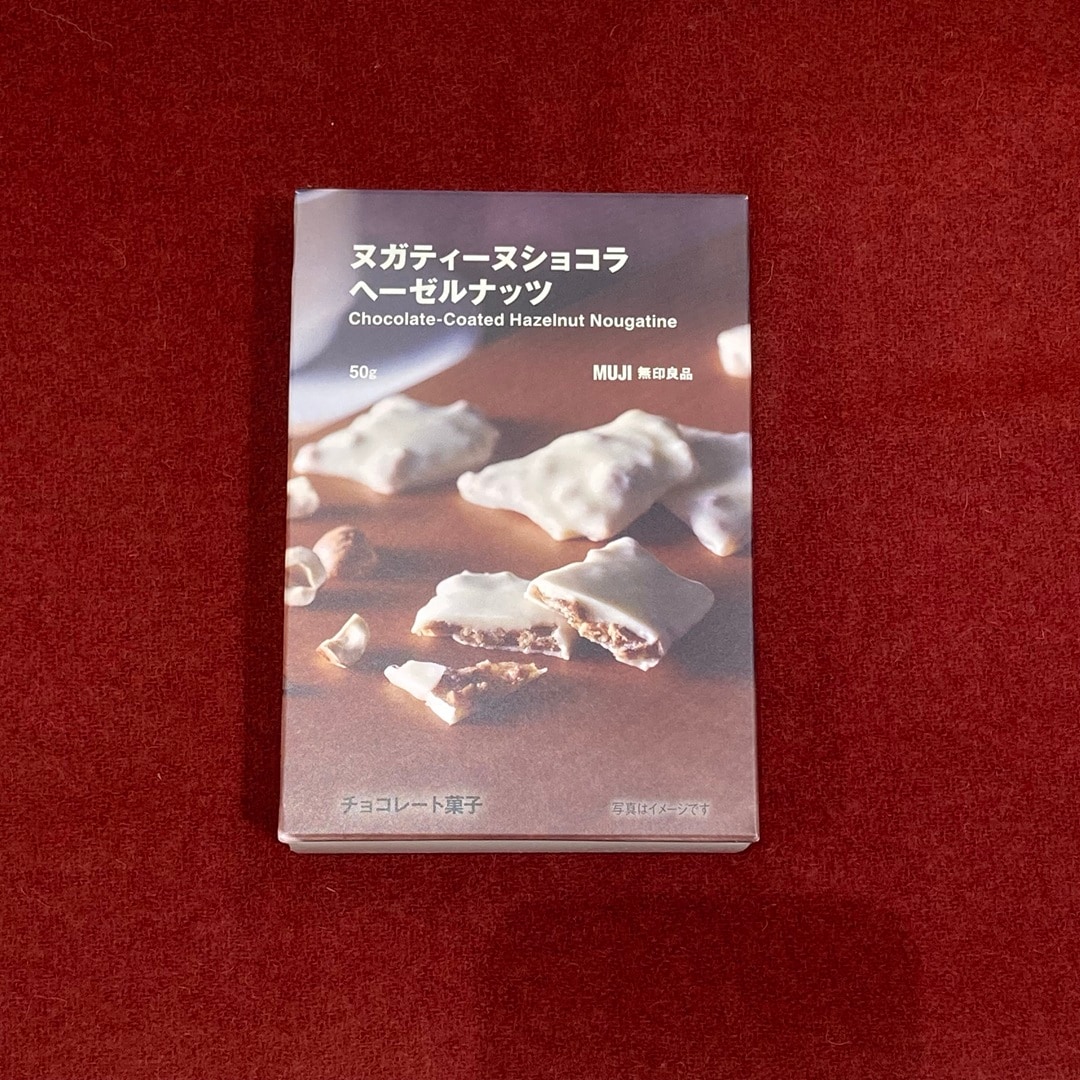 ヌガティーヌショコラ
ヘーゼルナッツ
Chocolate-Coated Hazelnut Nougatine
50g
MUJI 無印良品
チョコレート菓子
写真はイメージです